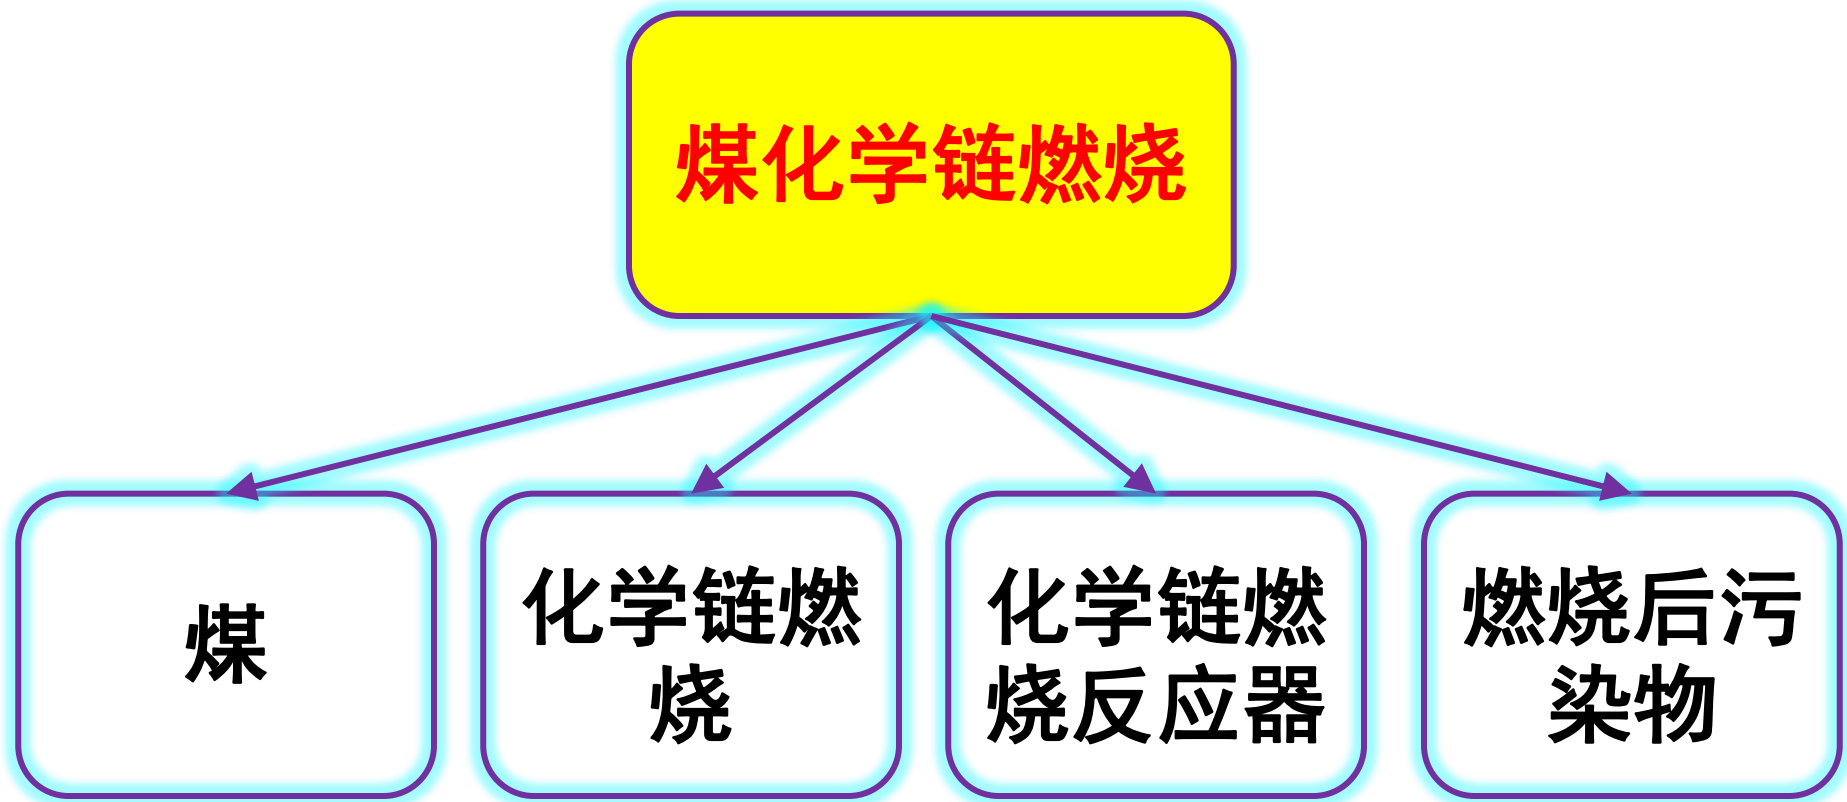 煤化学链燃烧
煤
化学链燃
烧
化学链燃
烧反应器
燃烧后污
染物